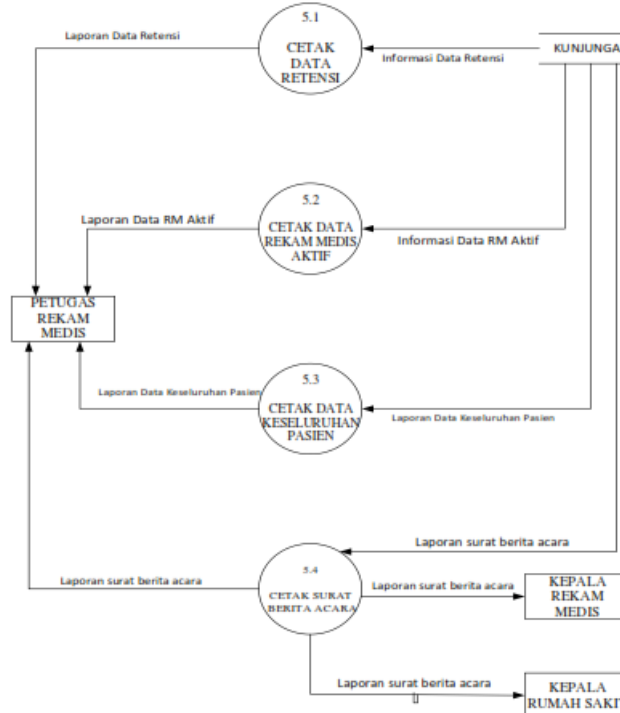 5.1
CETAK
DATA
RETENSI
Laporan Data Retensi
Informasi Data Retensi
KUNJUNGA
5.2
CETAK DATA
REKAM MEDIS
AKTIF
Laporan Data RM Aktif
Informasi Data RM Aktif
PETUGAS
REKAM
MEDIS
5.3
CETAK DATA
KESELURUHAN
PASIEN
Laporan Data Keseluruhan Pasien
Laporan Data Keseluruhan Pasien
Laporan surat berita acara
5.4
CETAK SURAT
BERITA ACARA
Laporan surat berita acara
Laporan surat berita acara
KEPALA
REKAM
MEDIS
Laporan surat berita acara
KEPALA
RUMAH SAKIT